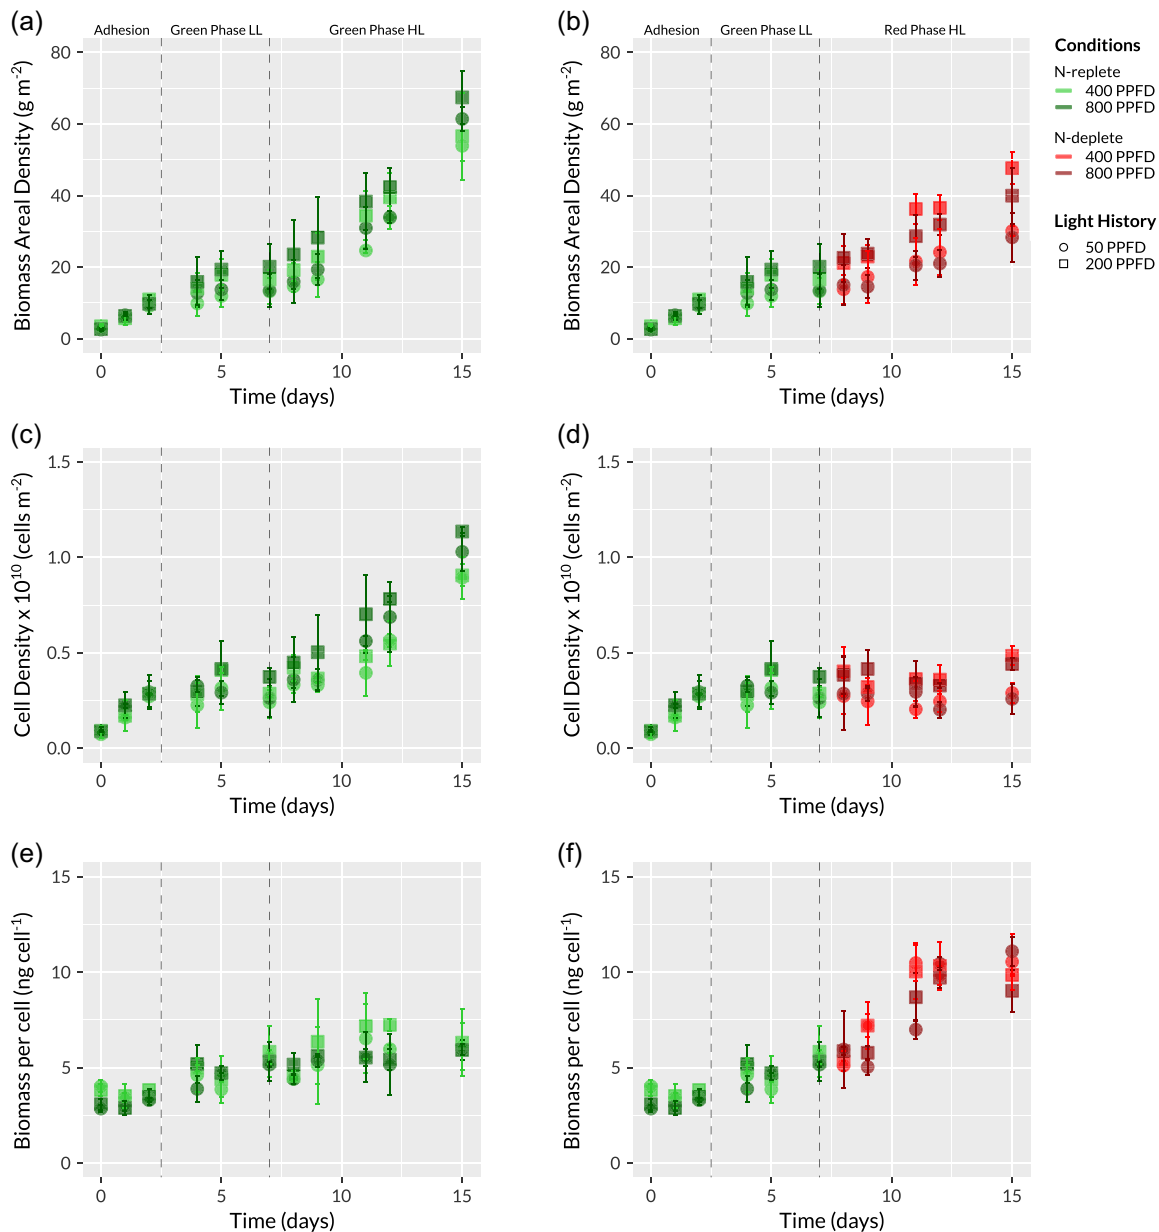 (a)
Adhesion Green Phase LL Green Phase HL
Biomass Areal Density (g m⁻²)
80
60
40
20
0
0 5 10 15
Time (days)
(b)
Adhesion Green Phase LL Red Phase HL
Biomass Areal Density (g m⁻²)
80
60
40
20
0
0 5 10 15
Time (days)
Conditions
N-replete
400 PPFD
800 PPFD
N-deplete
400 PPFD
800 PPFD
Light History
50 PPFD
200 PPFD
(c)
Cell Density x 10¹⁰ (cells m⁻²)
1.5
1.0
0.5
0.0
0 5 10 15
Time (days)
(d)
Cell Density x 10¹⁰ (cells m⁻²)
1.5
1.0
0.5
0.0
0 5 10 15
Time (days)
(e)
Biomass per cell (ng cell⁻¹)
15
10
5
0
0 5 10 15
Time (days)
(f)
Biomass per cell (ng cell⁻¹)
15
10
5
0
0 5 10 15
Time (days)